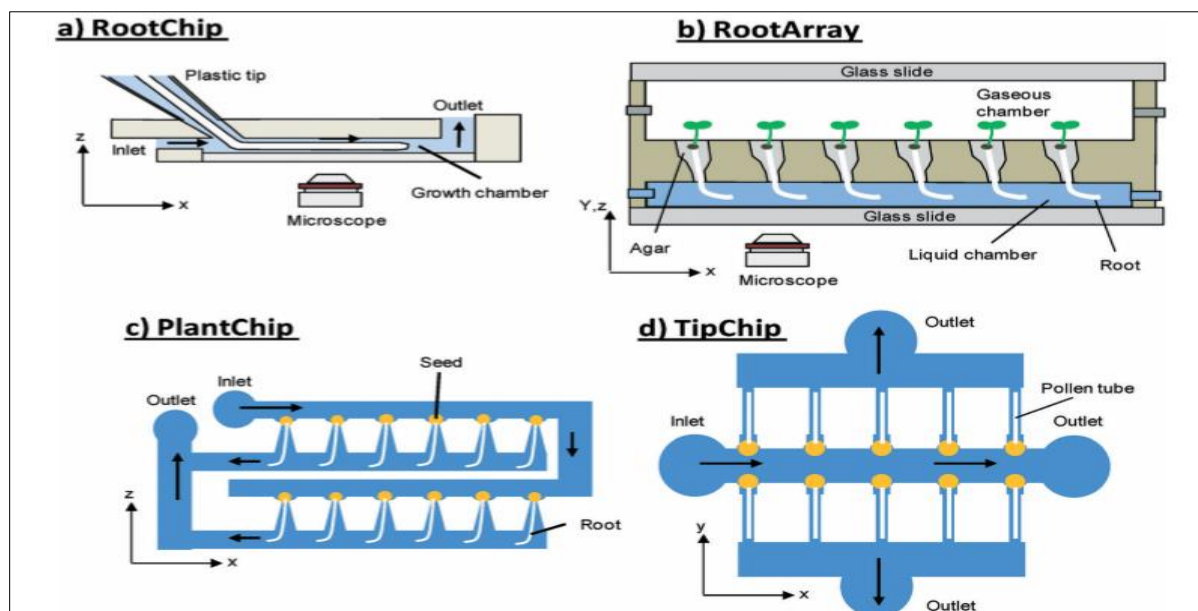 a) RootChip
Plastic tip
Outlet
z
Inlet
Growth chamber
x
Microscope
b) RootArray
Glass slide
Gaseous
chamber
Y,z
Glass slide
Agar
Liquid chamber
Root
x
Microscope
c) PlantChip
Seed
Inlet
Outlet
z
Root
x
d) TipChip
Outlet
Pollen tube
Inlet
Outlet
y
x
Outlet